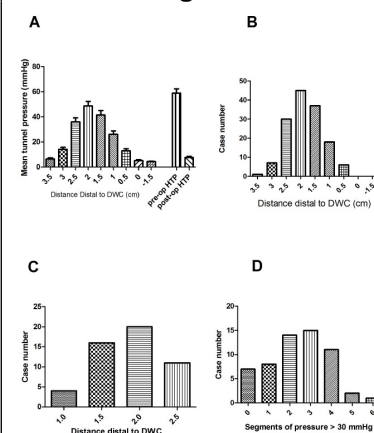 A
Mean tunnel pressure (mmHg)
80
60
40
20
0
3.5 3 2.5 2 1.5 1 0.5 0 -1.5 pre-op HTP post-op HTP
Distance Distal to DWC (cm)
B
Case number
50
40
30
20
10
0
3.5 3 2.5 2 1.5 1 0.5 0 -1.5
Distance distal to DWC (cm)
C
Case number
25
20
15
10
5
0
1.0 1.5 2.0 2.5
Distance distal to DWC
D
Case number
20
15
10
5
0
0 1 2 3 4 5 6
Segments of pressure > 30 mmHg